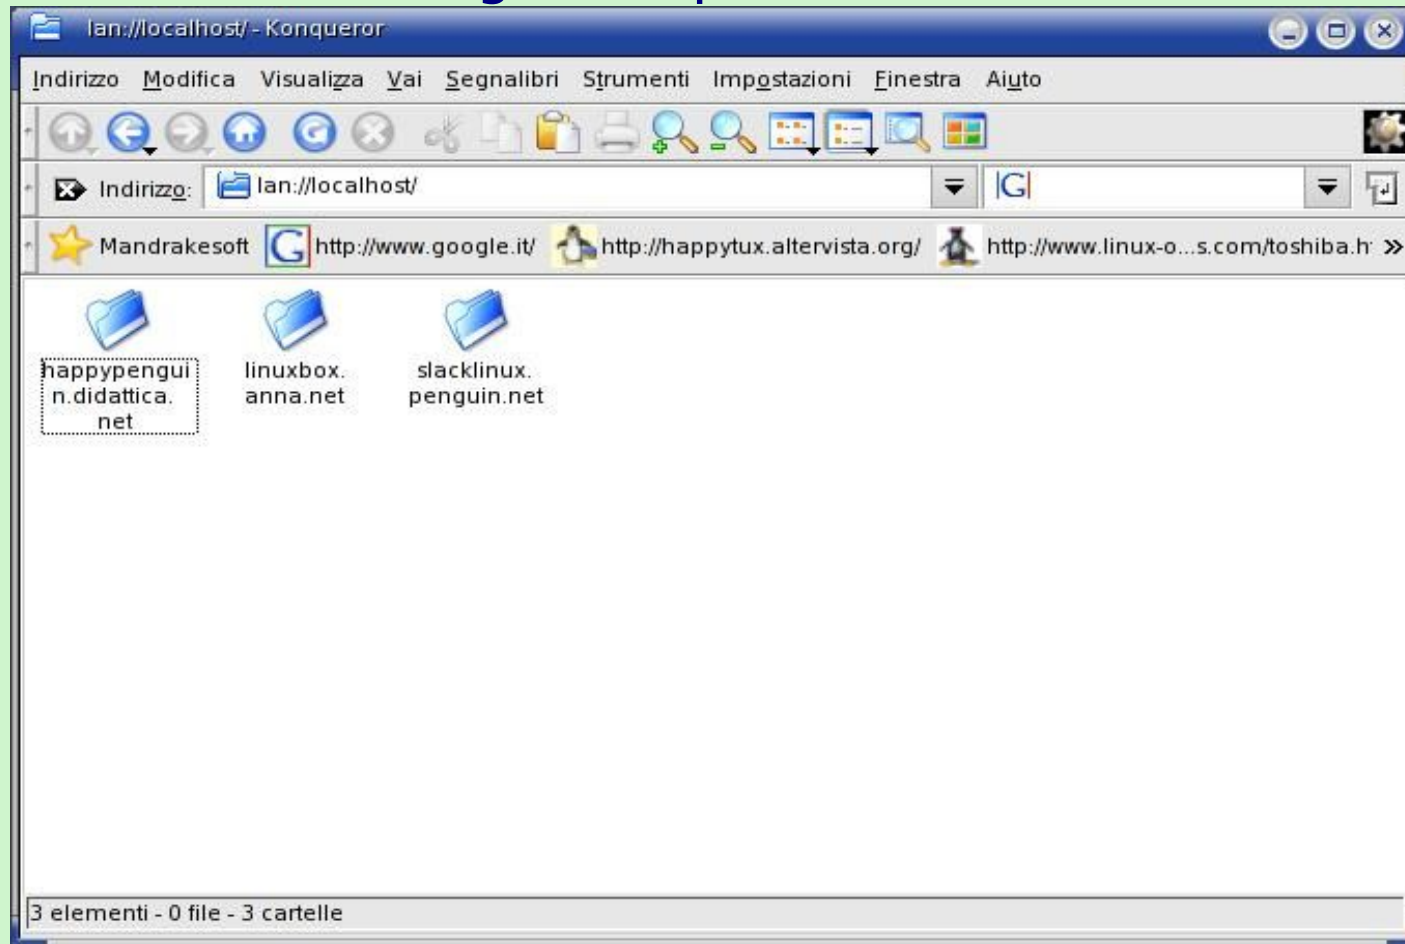 lan://localhost/ - Konqueror
Indirizzo Modifica Visualizza Vai Segnalibri Strumenti Impostazioni Finestra Aiuto
Indirizzo: lan://localhost/ G
Mandrakesoft G http://www.google.it/ http://happytux.altervista.org/ http://www.linux-o...s.com/toshiba.h »
happypengui
n.didattica.
net
linuxbox.
anna.net
slacklinux.
penguin.net
3 elementi - 0 file - 3 cartelle